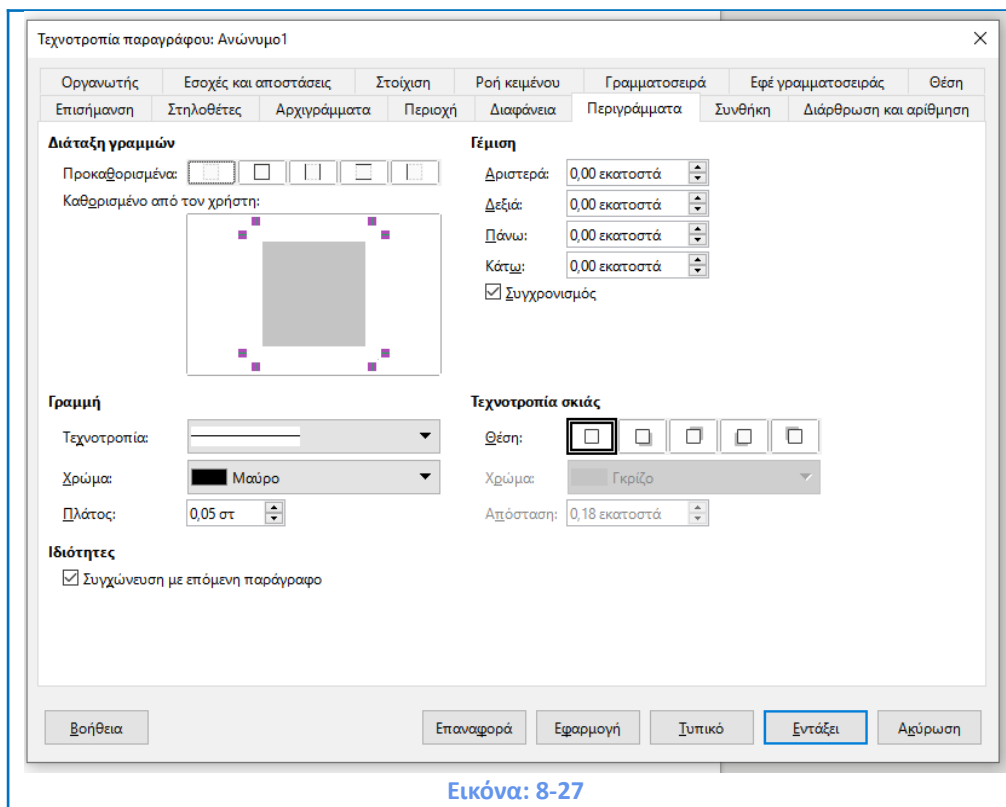 Τεχνοτροπία παραγράφου: Ανώνυμο1
Οργανωτής Εσοχές και αποστάσεις Στοίχιση Ροή κειμένου Γραμματοσειρά Εφέ γραμματοσειράς Θέση
Επισήμανση Στηλοθέτες Αρχιγράμματα Περιοχή Διαφάνεια Περιγράμματα Συνθήκη Διάρθρωση και αρίθμηση
Διάταξη γραμμών
Προκαθορισμένα:
Καθορισμένο από τον χρήστη:
Γέμιση
Αριστερά: 0,00 εκατοστά
Δεξιά: 0,00 εκατοστά
Πάνω: 0,00 εκατοστά
Κάτω: 0,00 εκατοστά
Συγχρονισμός
Γραμμή
Τεχνοτροπία:
Χρώμα: Μαύρο
Πλάτος: 0,05 στ
Τεχνοτροπία σκιάς
Θέση:
Χρώμα: Γκρίζο
Απόσταση: 0,18 εκατοστά
Ιδιότητες
Συγχώνευση με επόμενη παράγραφο
Βοήθεια Επαναφορά Εφαρμογή Τυπικό Εντάξει Ακύρωση
Εικόνα: 8-27